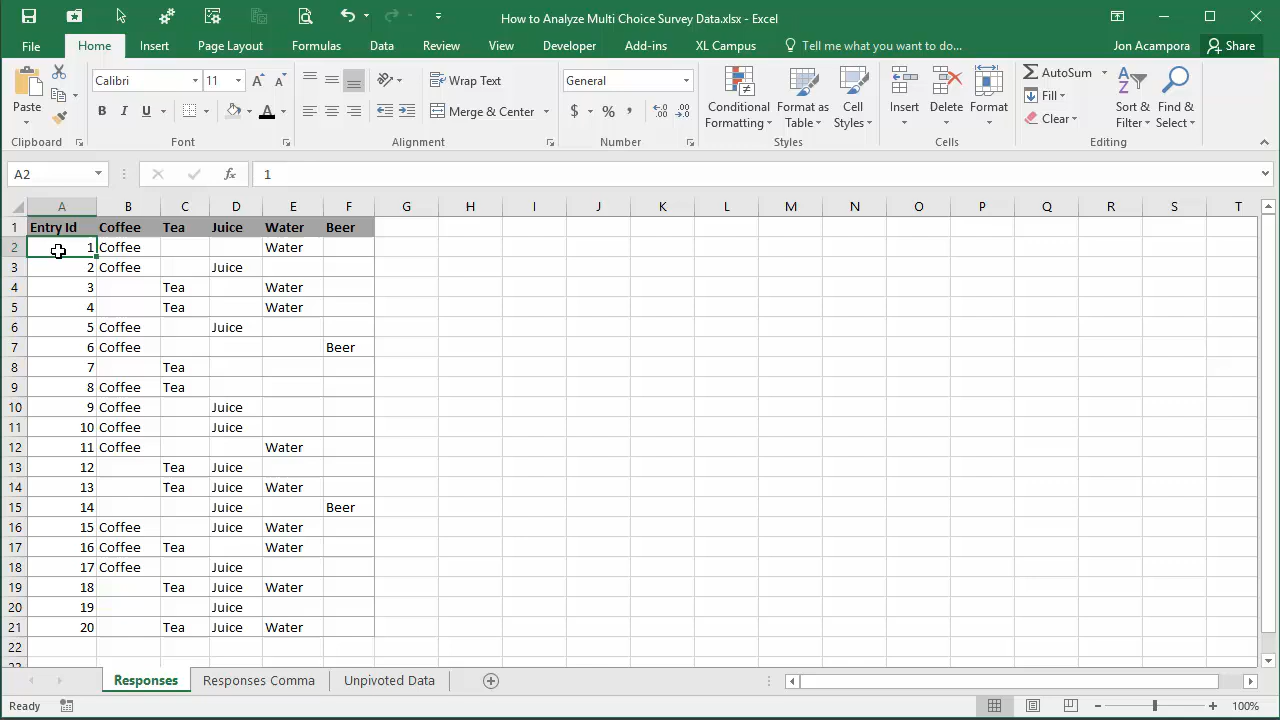 How to Analyze Multi Choice Survey Data.xlsx - Excel
File Home Insert Page Layout Formulas Data Review View Developer Add-ins XL Campus Tell me what you want to do... Jon Acampora Share
Paste
Clipboard
Calibri 11
B I U A
Font
Wrap Text
Merge & Center
Alignment
General
$ % ,
Number
Conditional Formatting
Format as Table
Cell Styles
Styles
Insert Delete Format
Cells
AutoSum
Fill
Clear
Sort & Filter
Find & Select
Editing
A2 fx 1
A B C D E F G H I J K L M N O P Q R S T
1 Entry Id Coffee Tea Juice Water Beer
2 1 Coffee Water
3 2 Coffee Juice
4 3 Tea Water
5 4 Tea Water
6 5 Coffee Juice
7 6 Coffee Beer
8 7 Tea
9 8 Coffee Tea
10 9 Coffee Juice
11 10 Coffee Juice
12 11 Coffee Water
13 12 Tea Juice
14 13 Tea Juice Water
15 14 Juice Beer
16 15 Coffee Juice Water
17 16 Coffee Tea Water
18 17 Coffee Juice
19 18 Tea Juice Water
20 19 Juice
21 20 Tea Juice Water
22
Responses Responses Comma Unpivoted Data
Ready 100%